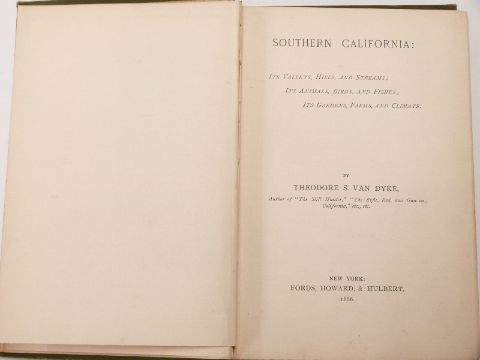 SOUTHERN CALIFORNIA:
ITS VALLEYS, HILLS, AND STREAMS;
ITS ANIMALS, BIRDS, AND FISHES;
ITS GARDENS, FARMS, AND CLIMATE.
BY
THEODORE S. VAN DYKE,
Author of "The Still Hunter," "The Rifle, Rod, and Gun in
California," etc., etc.
NEW YORK:
FORDS, HOWARD, & HULBERT.
1886.